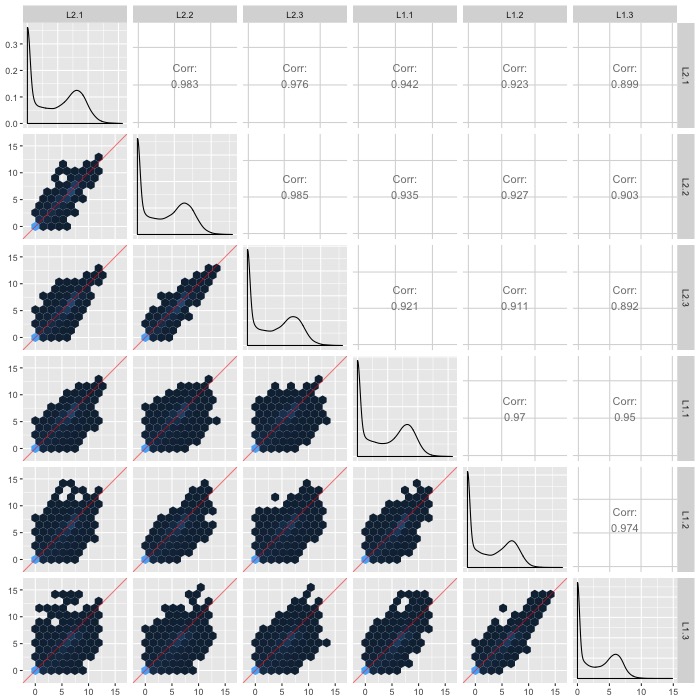 L2.1 L2.2 L2.3 L1.1 L1.2 L1.3
0.3
0.2
0.1
0.0
Corr:
0.983
Corr:
0.976
Corr:
0.942
Corr:
0.923
Corr:
0.899
L2.1
15
10
5
0
Corr:
0.985
Corr:
0.935
Corr:
0.927
Corr:
0.903
L2.2
15
10
5
0
Corr:
0.921
Corr:
0.911
Corr:
0.892
L2.3
15
10
5
0
Corr:
0.97
Corr:
0.95
L1.1
15
10
5
0
Corr:
0.974
L1.2
15
10
5
0
L1.3
0 5 10 15 0 5 10 15 0 5 10 15 0 5 10 15 0 5 10 15 0 5 10 15